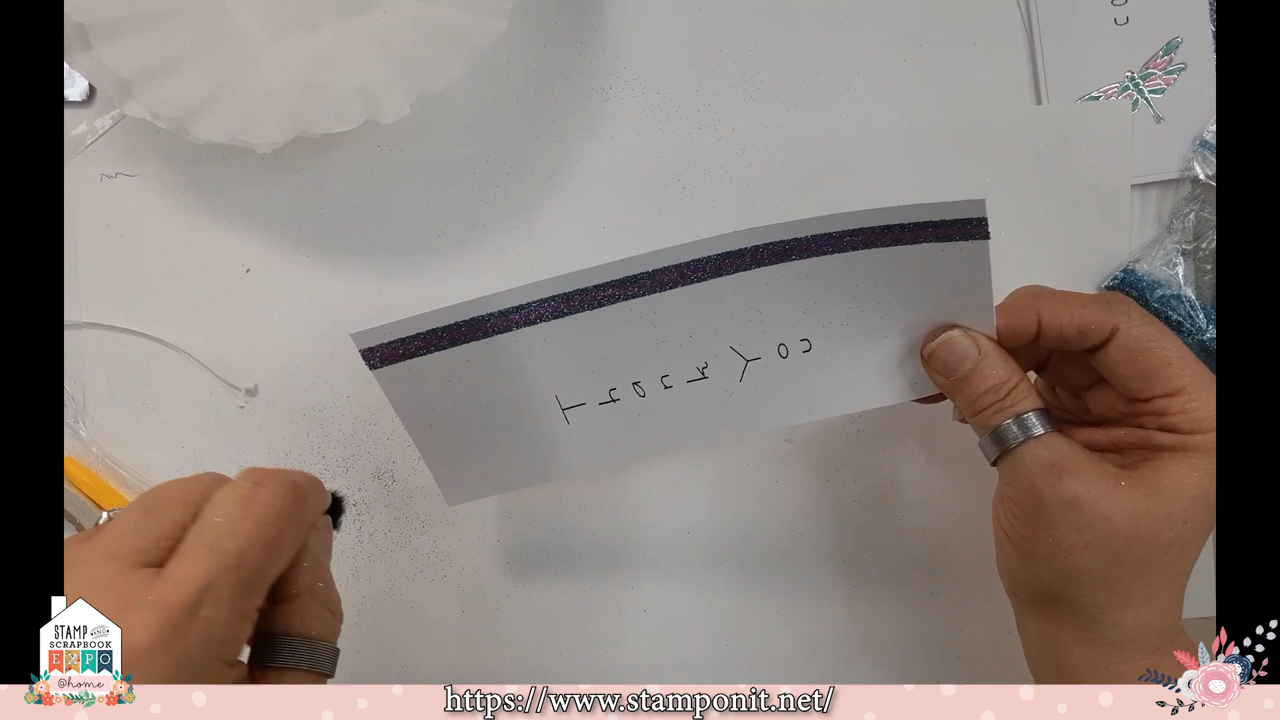 Thank You
STAMP AND
SCRAPBOOK
EXPO
@home
https://www.stamponit.net/